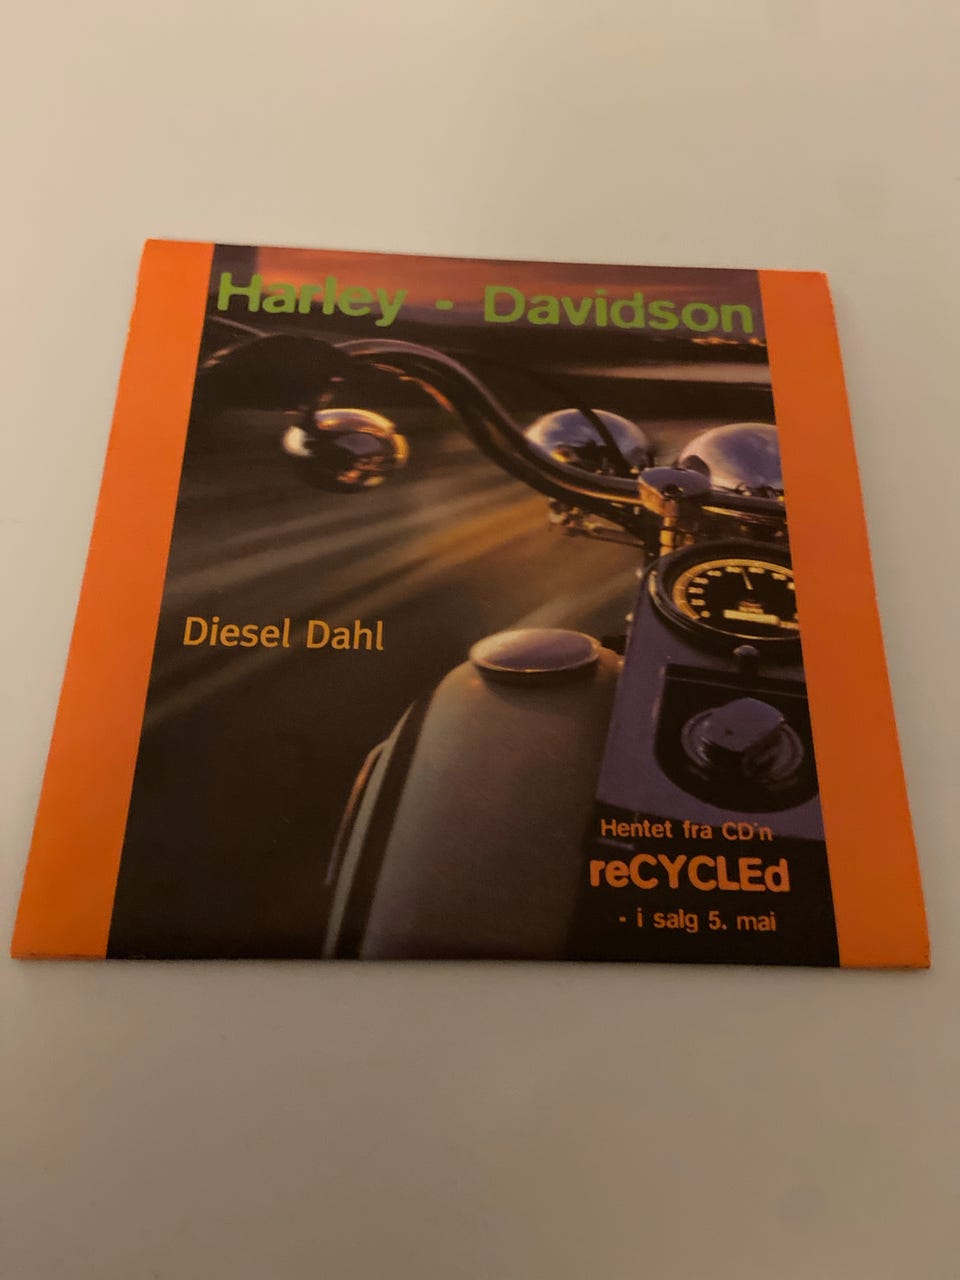 Harley - Davidson
Diesel Dahl
Hentet fra CD'n
reCYCLEd
- i salg 5. mai